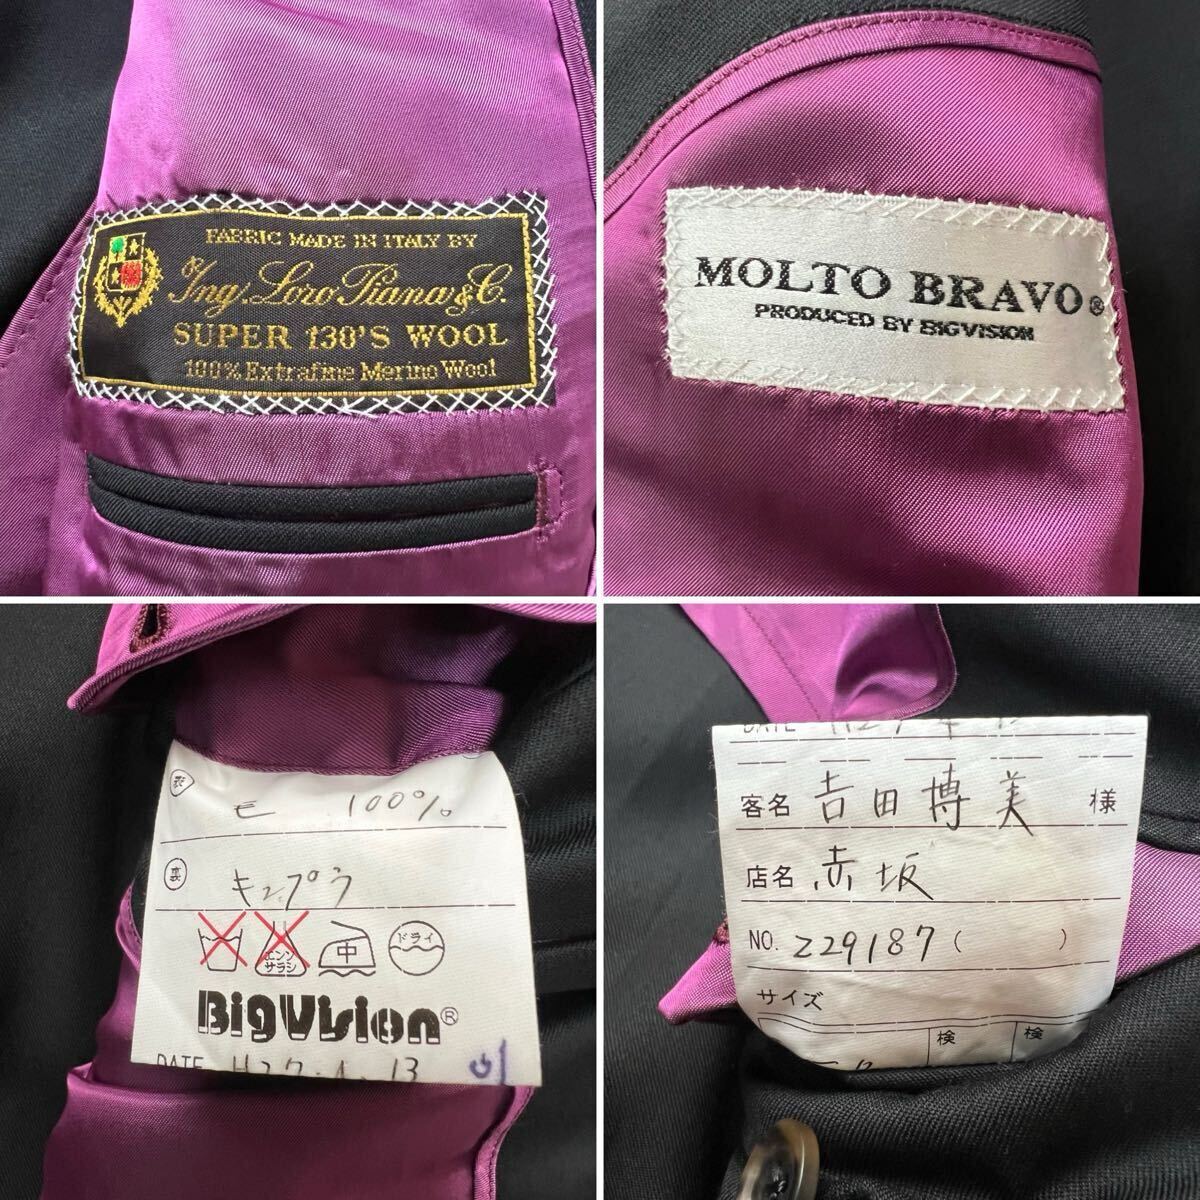 FABRIC MADE IN ITALY BY
Ing. Loro Piana & C.
SUPER 130'S WOOL
100% Extrafine Merino Wool
MOLTO BRAVO®
PRODUCED BY BIGVISION
表 モ 100%
裏 キュプラ
エンソ
サラシ
中
ドライ
BigVision®
DATE H27.4.13
DATE H27
客名 吉田博美 様
店名 赤坂
NO. Z29187 ( )
サイズ
検 検